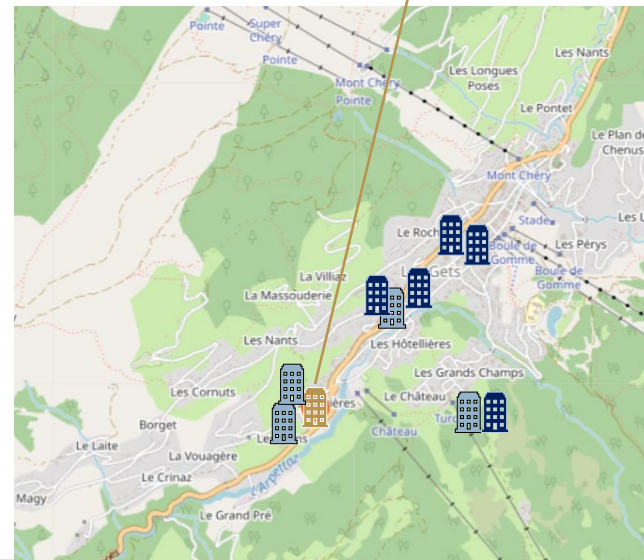 Pointe
Super
Chéry
Pointe
Les Nants
Les Longues
Poses
Mont Chéry
Pointe
Le Pontet
Le Plan de
Chenus
Mont Chéry
Stade
Le Roch
Boule de
Gomme
Les Pérys
Les L
Gets
La Villiaz
Boule de
Gomme
La Massouderie
Les Nants
Les Hôtellières
Les Grands Champs
Les Cornuts
Le Château
ières
Borget
Château
Le Laite
La Vouagère
Le Crinaz
l'Arpettaz
Magy
Le Grand Pré